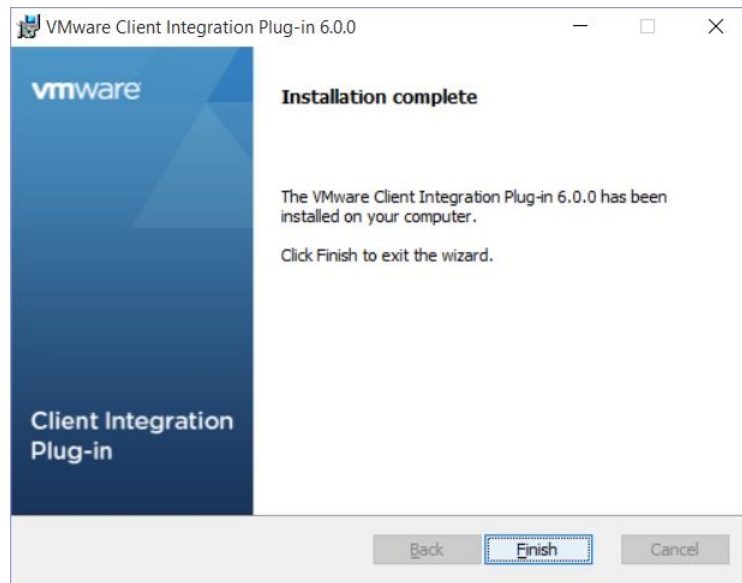 VMware Client Integration Plug-in 6.0.0
vmware
Installation complete
The VMware Client Integration Plug-in 6.0.0 has been
installed on your computer.
Click Finish to exit the wizard.
Client Integration
Plug-in
Back Finish Cancel